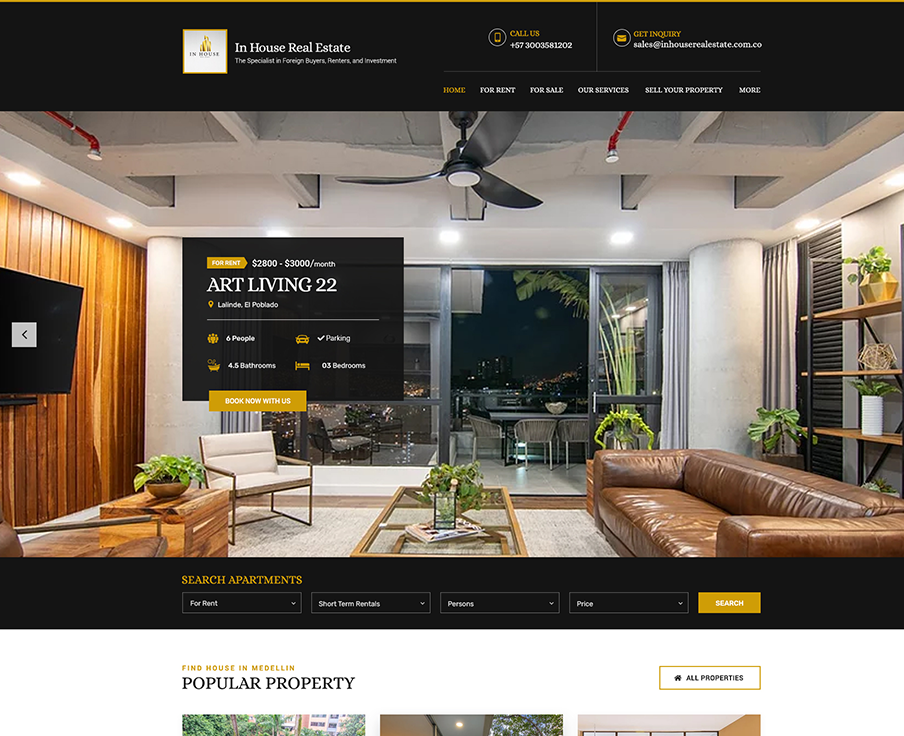 IN HOUSE
In House Real Estate
The Specialist in Foreign Buyers, Renters, and Investment
CALL US
+57 3003581202
GET INQUIRY
sales@inhouserealestate.com.co
HOME FOR RENT FOR SALE OUR SERVICES SELL YOUR PROPERTY MORE
FOR RENT $2800 - $3000/month
ART LIVING 22
Lalinde, El Poblado
6 People Parking
4.5 Bathrooms 03 Bedrooms
BOOK NOW WITH US
SEARCH APARTMENTS
For Rent Short Term Rentals Persons Price SEARCH
FIND HOUSE IN MEDELLIN
POPULAR PROPERTY
ALL PROPERTIES